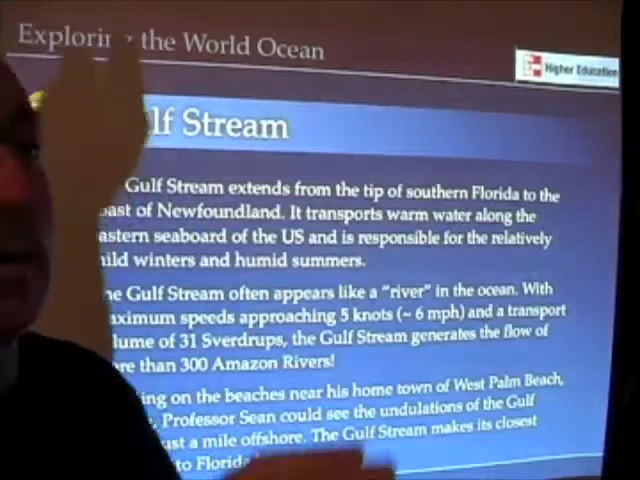 Exploring the World Ocean
Higher Education
lf Stream
Gulf Stream extends from the tip of southern Florida to the
ast of Newfoundland. It transports warm water along the
astern seaboard of the US and is responsible for the relatively
ild winters and humid summers.
he Gulf Stream often appears like a “river” in the ocean. With
aximum speeds approaching 5 knots (~ 6 mph) and a transport
lume of 31 Sverdrups, the Gulf Stream generates the flow of
re than 300 Amazon Rivers!
ing on the beaches near his home town of West Palm Beach,
, Professor Sean could see the undulations of the Gulf
ust a mile offshore. The Gulf Stream makes its closest
to Florida